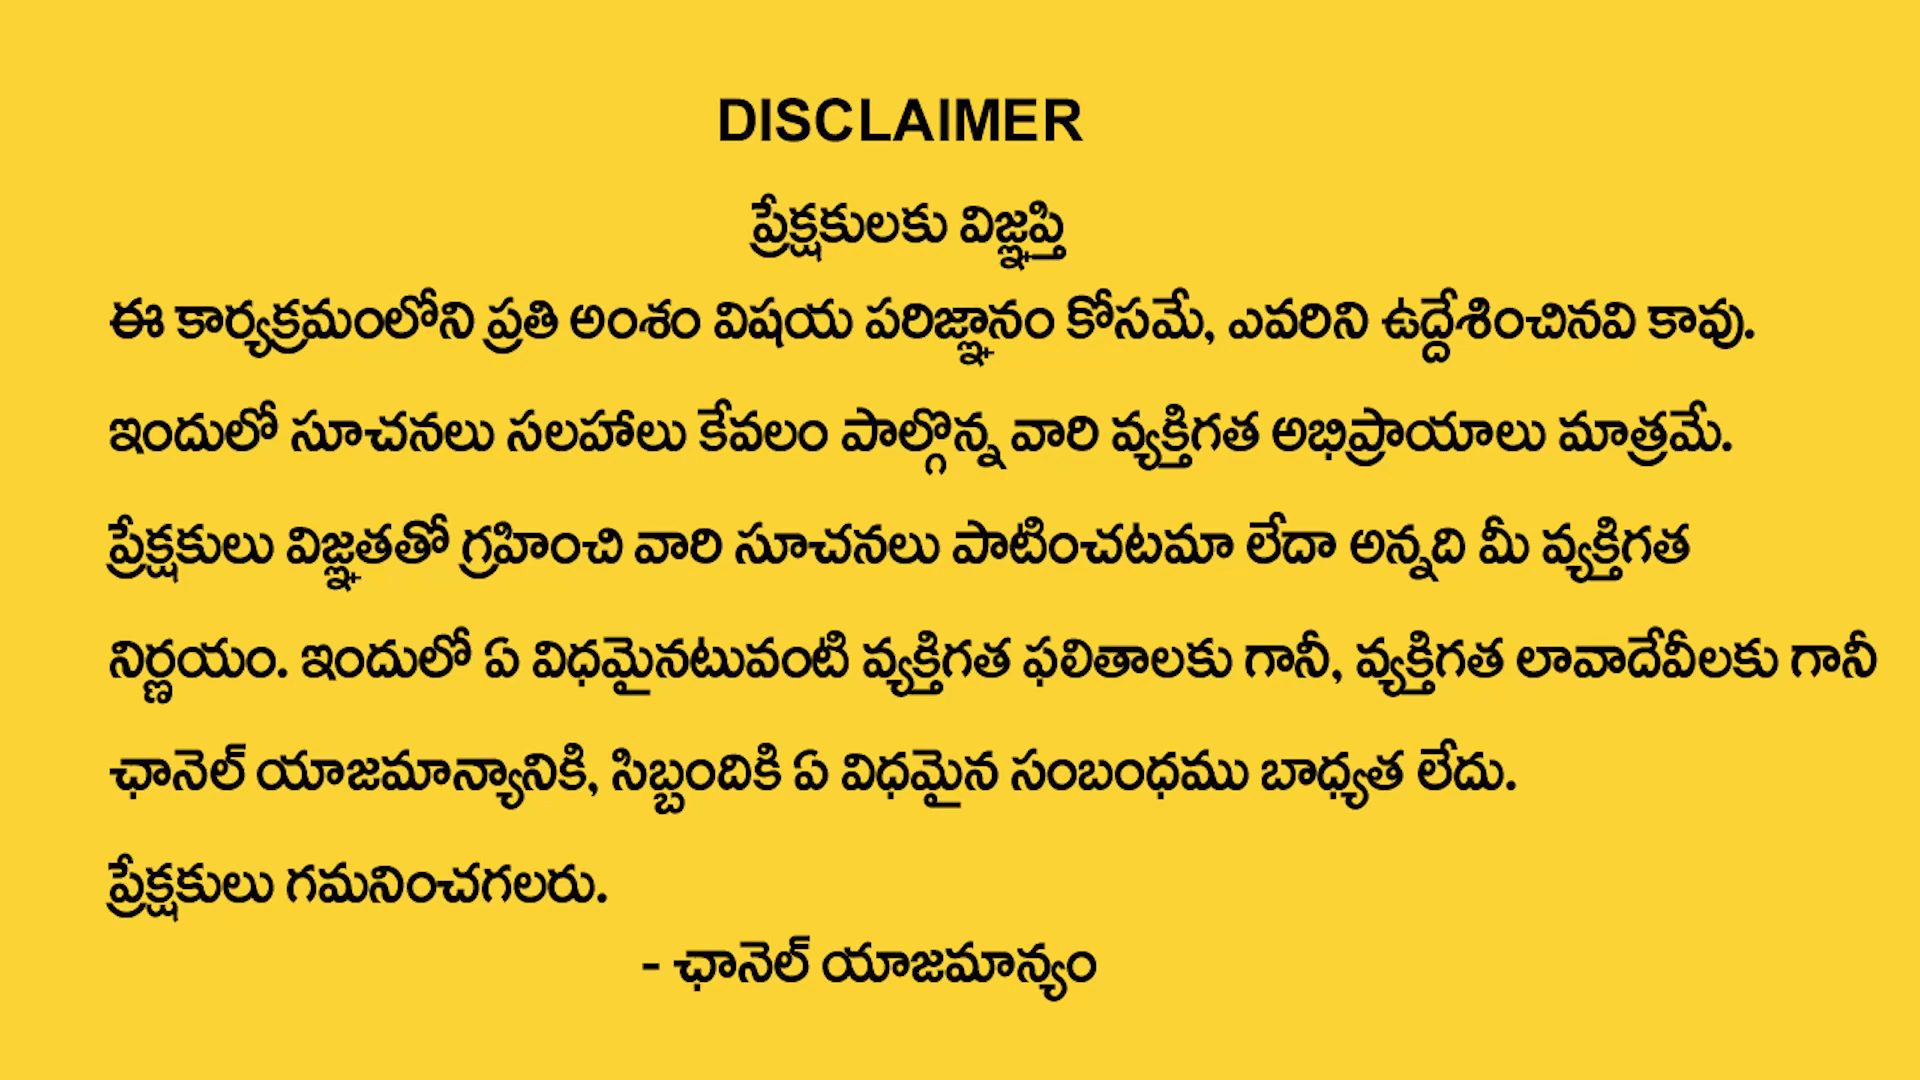 DISCLAIMER
ప్రేక్షకులకు విజ్ఞప్తి
ఈ కార్యక్రమంలోని ప్రతి అంశం విషయ పరిజ్ఞానం కోసమే, ఎవరిని ఉద్దేశించినవి కావు.
ఇందులో సూచనలు సలహాలు కేవలం పాల్గొన్న వారి వ్యక్తిగత అభిప్రాయాలు మాత్రమే.
ప్రేక్షకులు విజ్ఞతతో గ్రహించి వారి సూచనలు పాటించటమా లేదా అన్నది మీ వ్యక్తిగత
నిర్ణయం. ఇందులో ఏ విధమైనటువంటి వ్యక్తిగత ఫలితాలకు గానీ, వ్యక్తిగత లావాదేవీలకు గానీ
ఛానెల్ యాజమాన్యానికి, సిబ్బందికి ఏ విధమైన సంబంధము బాధ్యత లేదు.
ప్రేక్షకులు గమనించగలరు.
- ఛానెల్ యాజమాన్యం